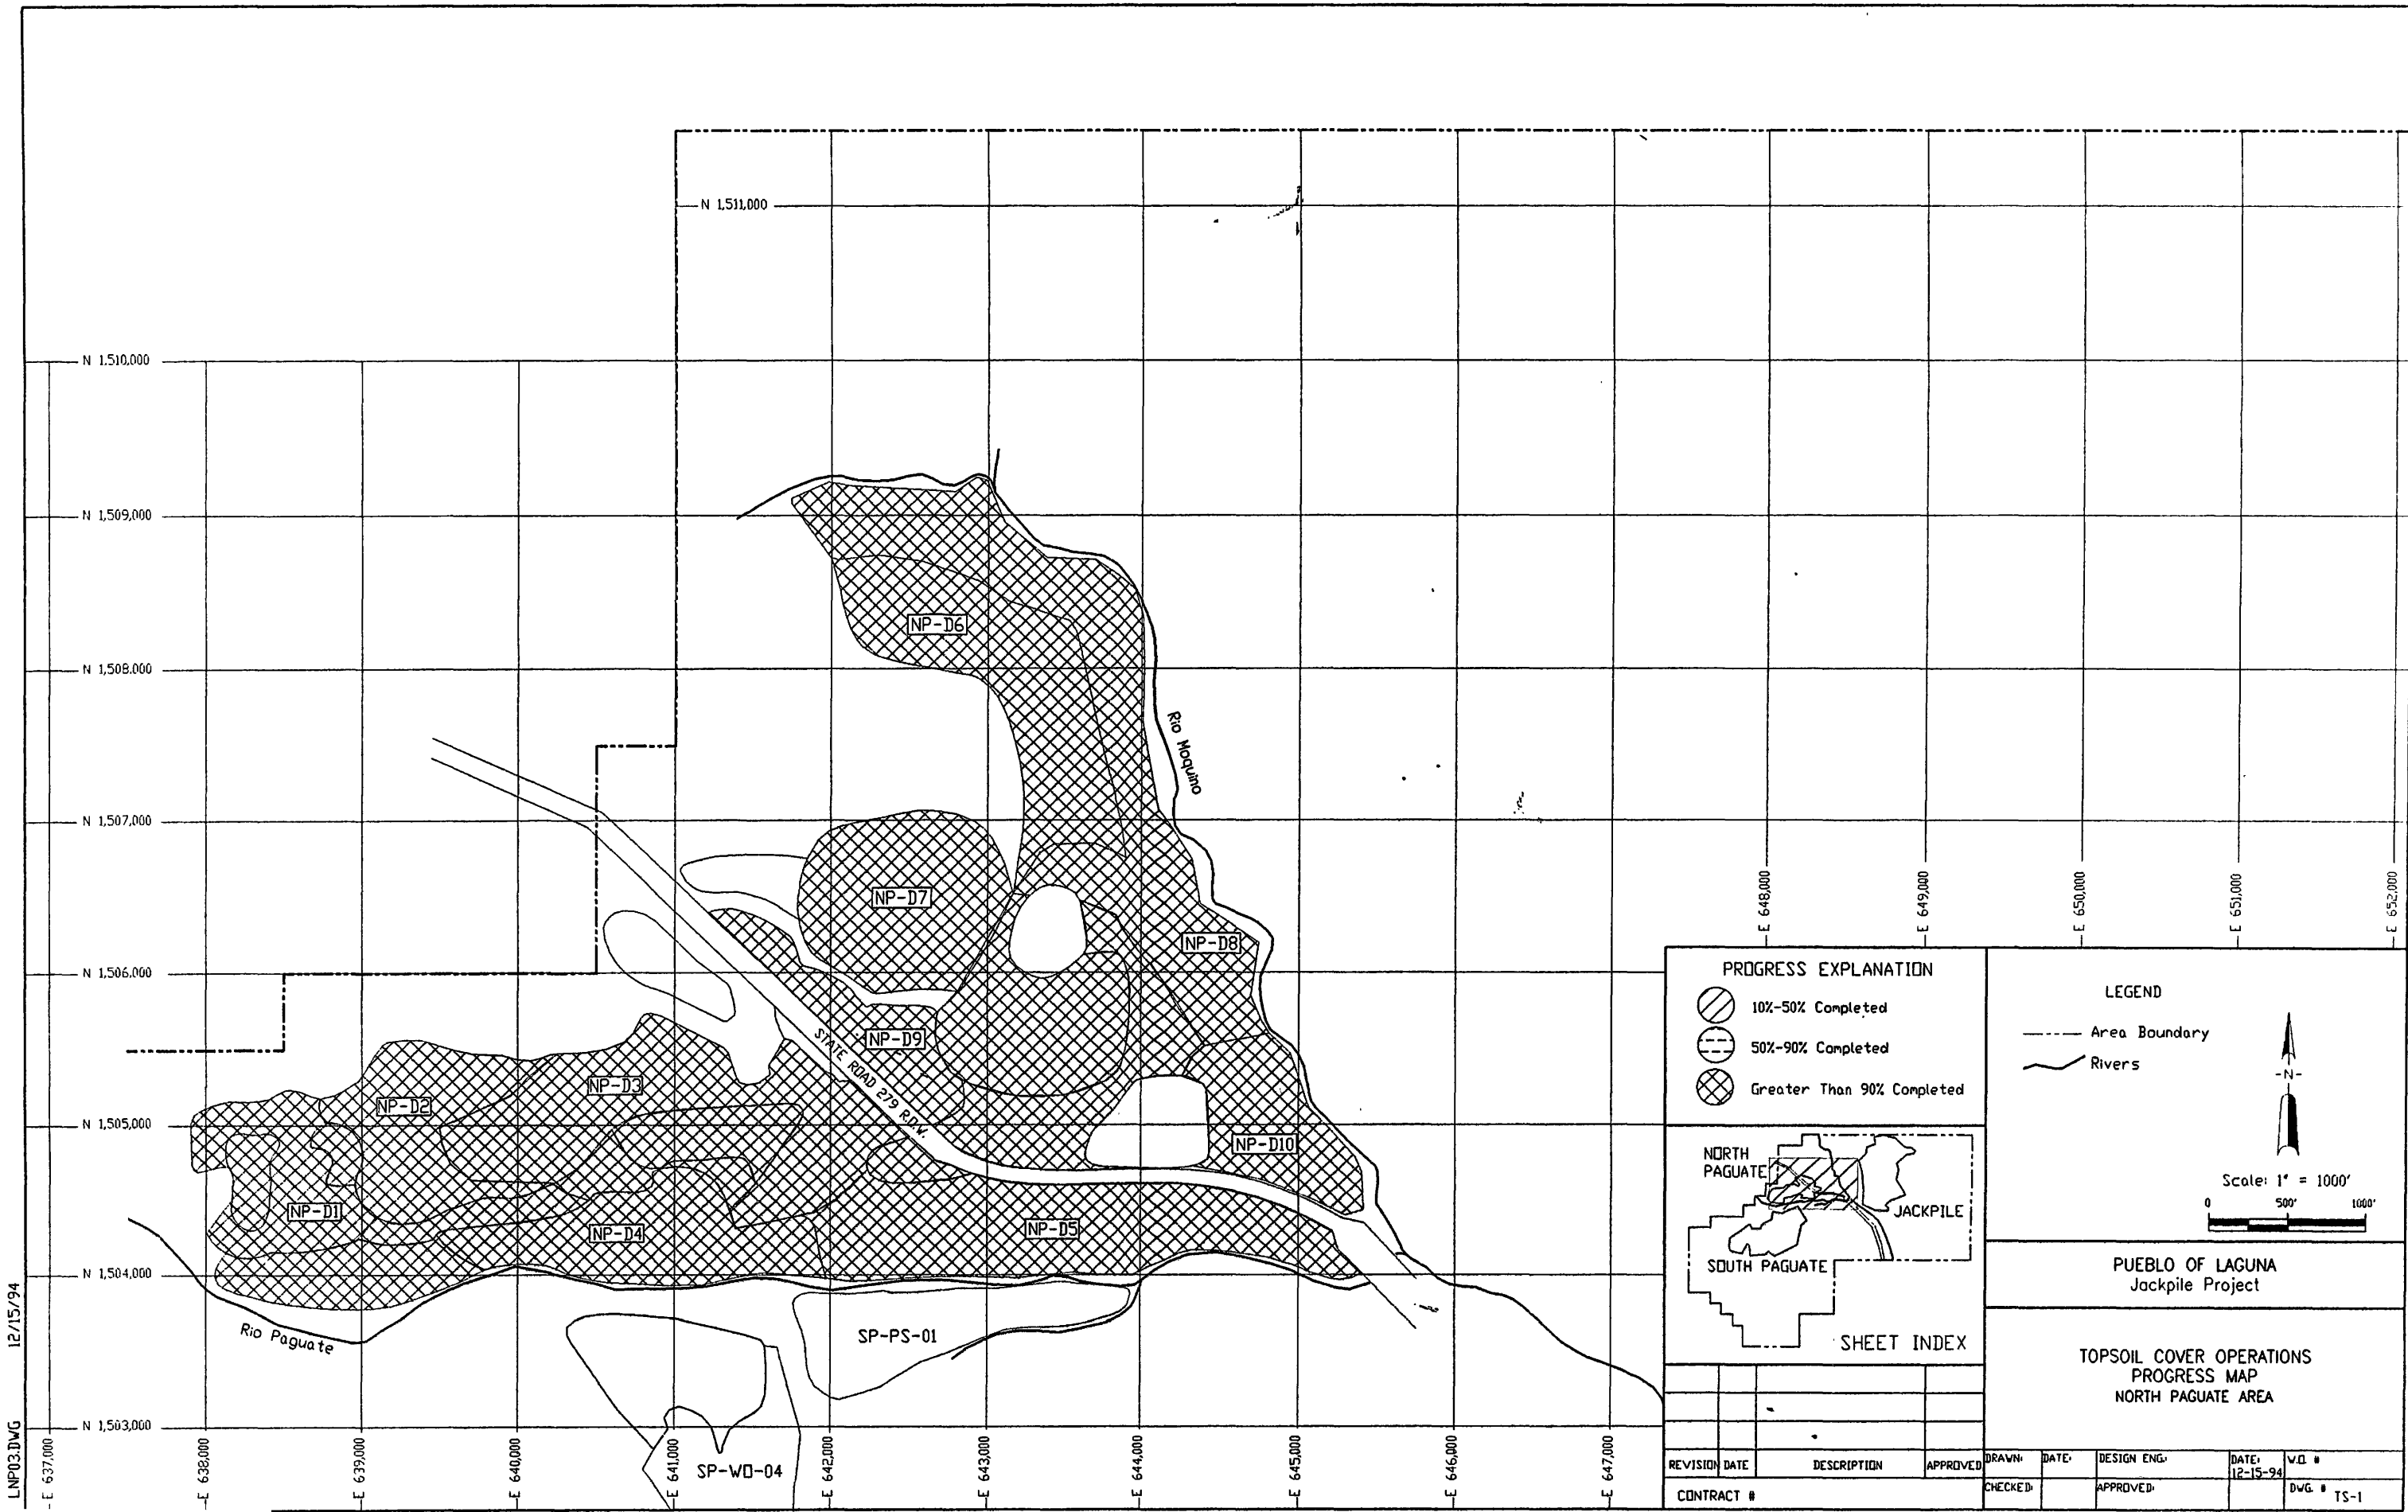 N 1,511,000
N 1,510,000
N 1,509,000
N 1,508,000
N 1,507,000
N 1,506,000
N 1,505,000
N 1,504,000
N 1,503,000
NP-D6
Rio Moquino
NP-D7
NP-D8
NP-D9
STATE ROAD 279 R.O.W.
NP-D3
NP-D2
NP-D10
NP-D1
NP-D4
NP-D5
Rio Paguate
SP-PS-01
SP-WD-04
E 637,000
E 638,000
E 639,000
E 640,000
E 641,000
E 642,000
E 643,000
E 644,000
E 645,000
E 646,000
E 647,000
E 648,000
E 649,000
E 650,000
E 651,000
E 652,000
LNP03.DWG 12/15/94
PROGRESS EXPLANATION
10%-50% Completed
50%-90% Completed
Greater Than 90% Completed
LEGEND
Area Boundary
Rivers
-N-
Scale: 1" = 1000'
0 500' 1000'
NORTH
PAGUATE
JACKPILE
SOUTH PAGUATE
SHEET INDEX
PUEBLO OF LAGUNA
Jackpile Project
TOPSOIL COVER OPERATIONS
PROGRESS MAP
NORTH PAGUATE AREA
REVISION DATE DESCRIPTION APPROVED
CONTRACT #
DRAWN: DATE: DESIGN ENG: DATE: 12-15-94 W.O. #
CHECKED: APPROVED: DWG. # TS-1